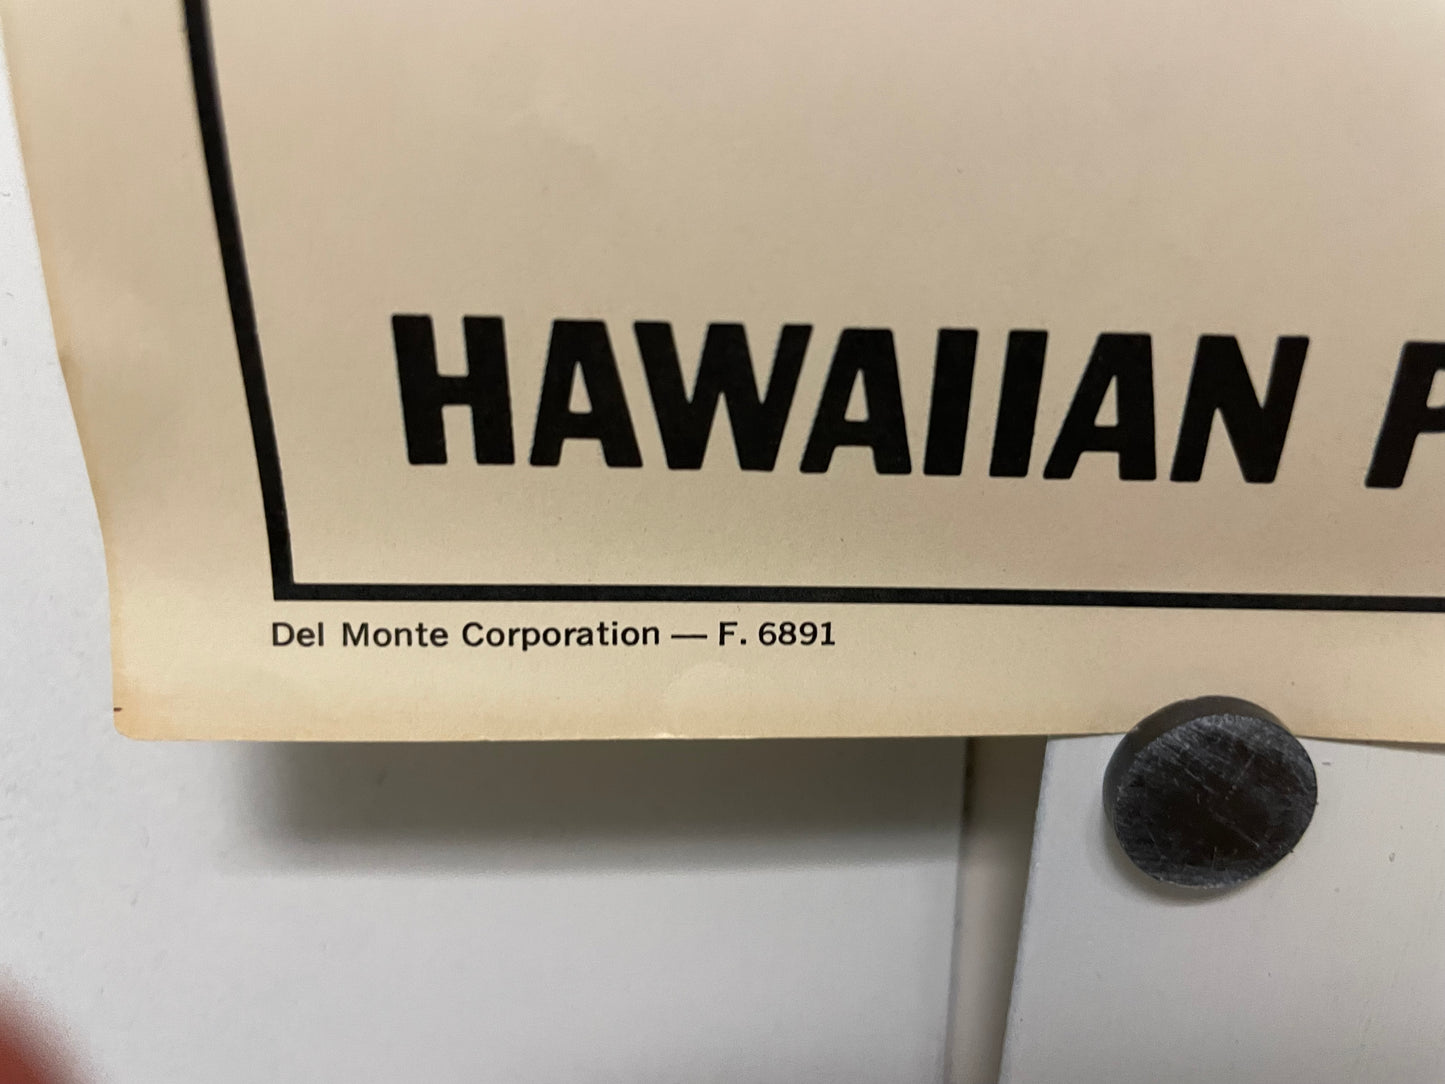 HAWAIIAN
Del Monte Corporation — F. 6891